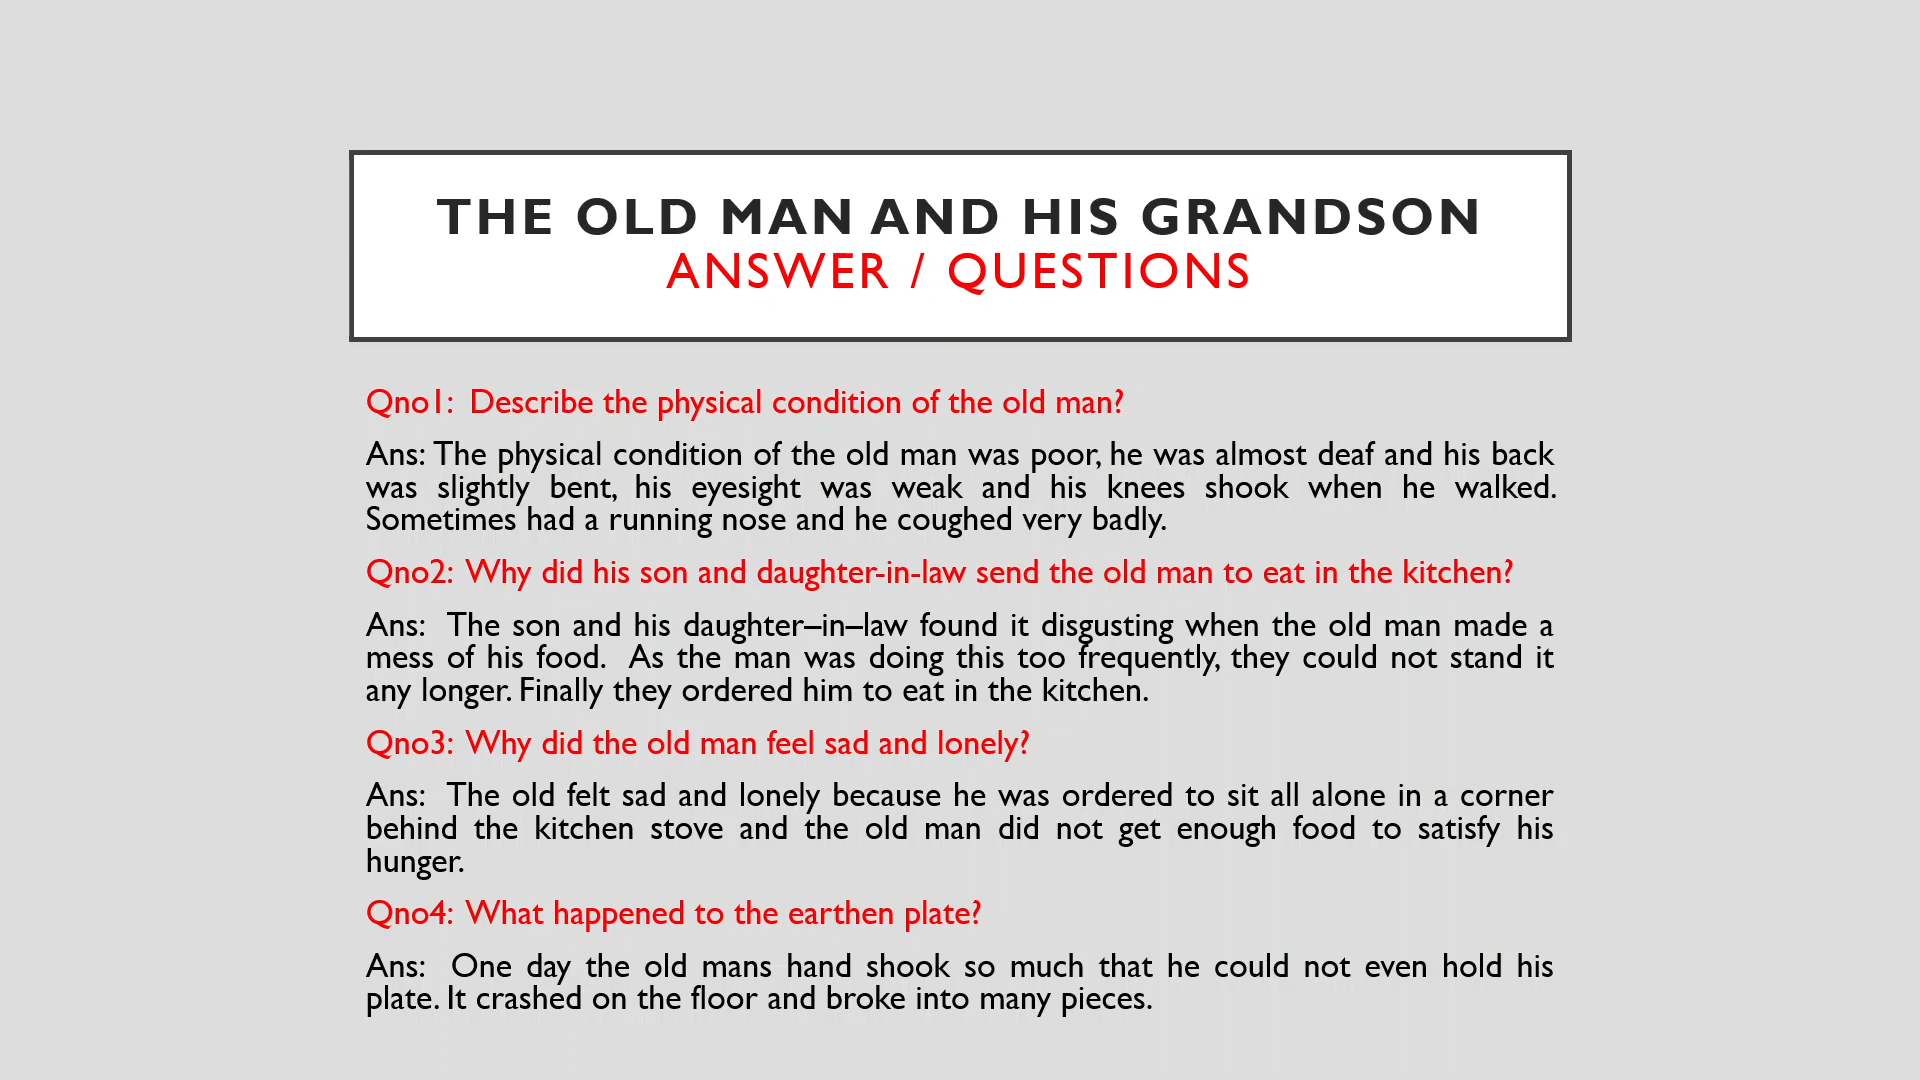 THE OLD MAN AND HIS GRANDSON
ANSWER / QUESTIONS
Qno1: Describe the physical condition of the old man?
Ans: The physical condition of the old man was poor, he was almost deaf and his back
was slightly bent, his eyesight was weak and his knees shook when he walked.
Sometimes had a running nose and he coughed very badly.
Qno2: Why did his son and daughter-in-law send the old man to eat in the kitchen?
Ans: The son and his daughter–in–law found it disgusting when the old man made a
mess of his food. As the man was doing this too frequently, they could not stand it
any longer. Finally they ordered him to eat in the kitchen.
Qno3: Why did the old man feel sad and lonely?
Ans: The old felt sad and lonely because he was ordered to sit all alone in a corner
behind the kitchen stove and the old man did not get enough food to satisfy his
hunger.
Qno4: What happened to the earthen plate?
Ans: One day the old mans hand shook so much that he could not even hold his
plate. It crashed on the floor and broke into many pieces.